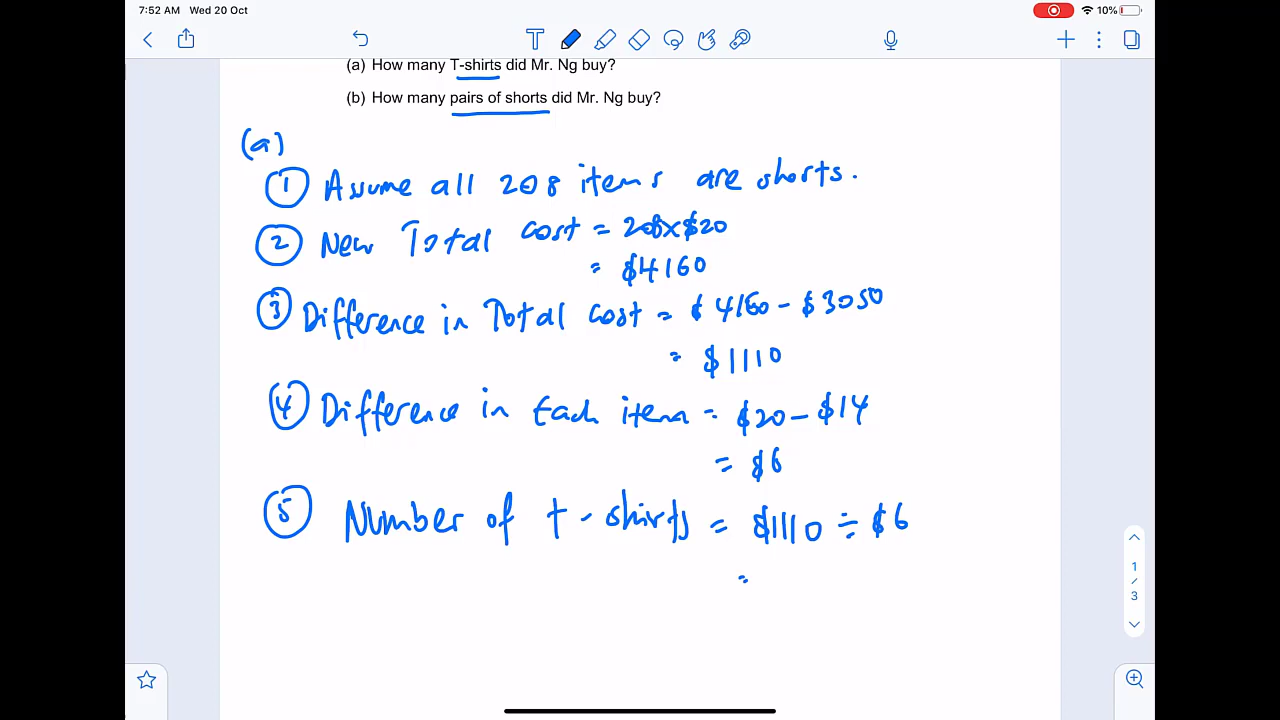 7:52 AM Wed 20 Oct
10%
(a) How many T-shirts did Mr. Ng buy?
(b) How many pairs of shorts did Mr. Ng buy?
(a)
1 Assume all 208 items are shorts.
2 New Total cost = 208x$20
= $4160
3 Difference in Total cost = $4160 - $3050
= $1110
4 Difference in Each item = $20 - $14
= $6
5 Number of t-shirts = $1110 ÷ $6
=
1
/
3